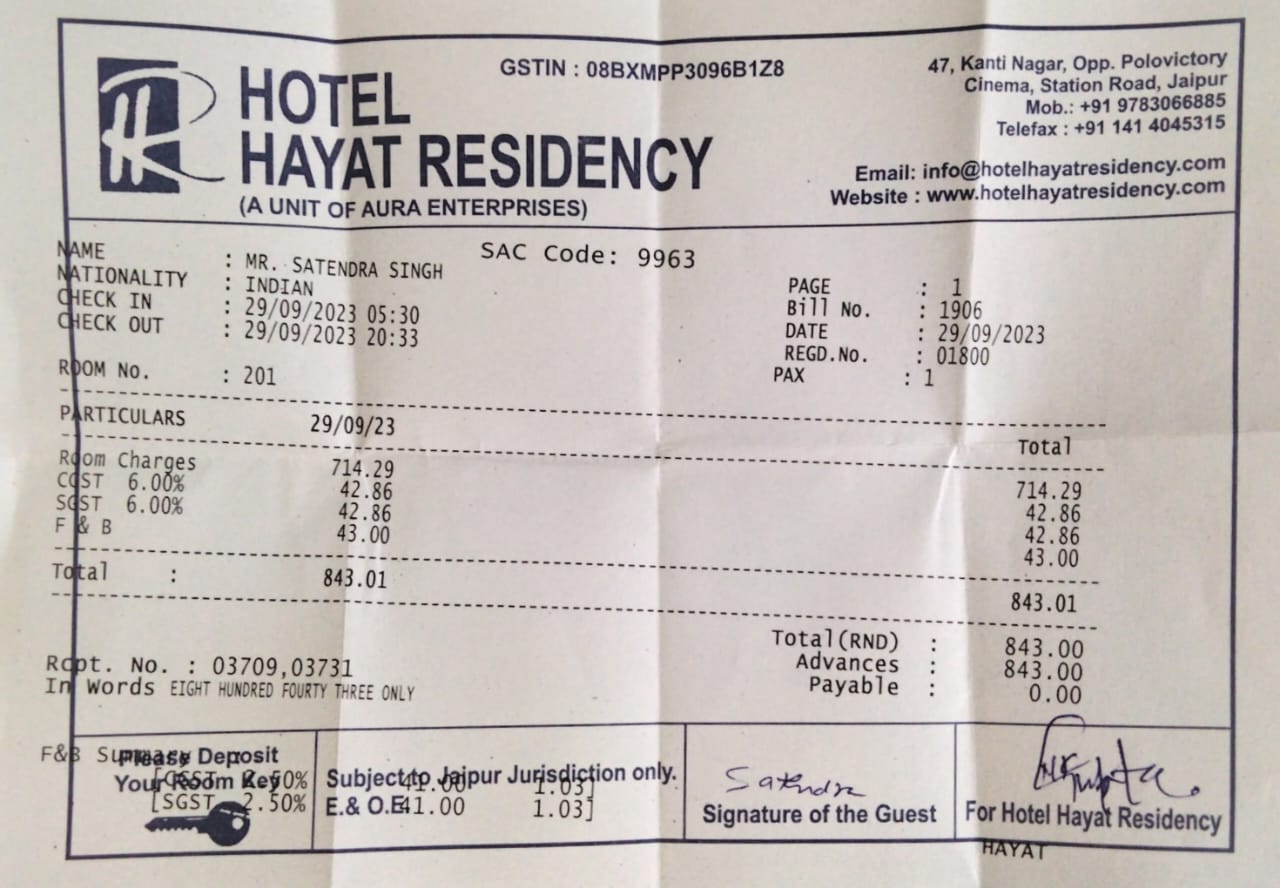 HOTEL
HAYAT RESIDENCY
(A UNIT OF AURA ENTERPRISES)
GSTIN : 08BXMPP3096B1Z8
47, Kanti Nagar, Opp. Polovictory
Cinema, Station Road, Jaipur
Mob.: +91 9783066885
Telefax : +91 141 4045315
Email: info@hotelhayatresidency.com
Website : www.hotelhayatresidency.com
SAC Code: 9963
NAME : MR. SATENDRA SINGH
NATIONALITY : INDIAN
CHECK IN : 29/09/2023 05:30
CHECK OUT : 29/09/2023 20:33
ROOM No. : 201
PAGE : 1
Bill No. : 1906
DATE : 29/09/2023
REGD.No. : 01800
PAX : 1
PARTICULARS 29/09/23 Total
Room Charges 714.29 714.29
CGST 6.00% 42.86 42.86
SGST 6.00% 42.86 42.86
F & B 43.00 43.00
Total : 843.01 843.01
Total(RND) : 843.00
Advances : 843.00
Payable : 0.00
Rcpt. No. : 03709,03731
In Words EIGHT HUNDRED FOURTY THREE ONLY
F&B Summary :
[CGST 2.50% 41.00 1.03]
[SGST 2.50% 41.00 1.03]
Please Deposit
Your Room Key
Subject to Jaipur Jurisdiction only.
E.& O.E.
Satendra
Signature of the Guest
For Hotel Hayat Residency
HAYAT